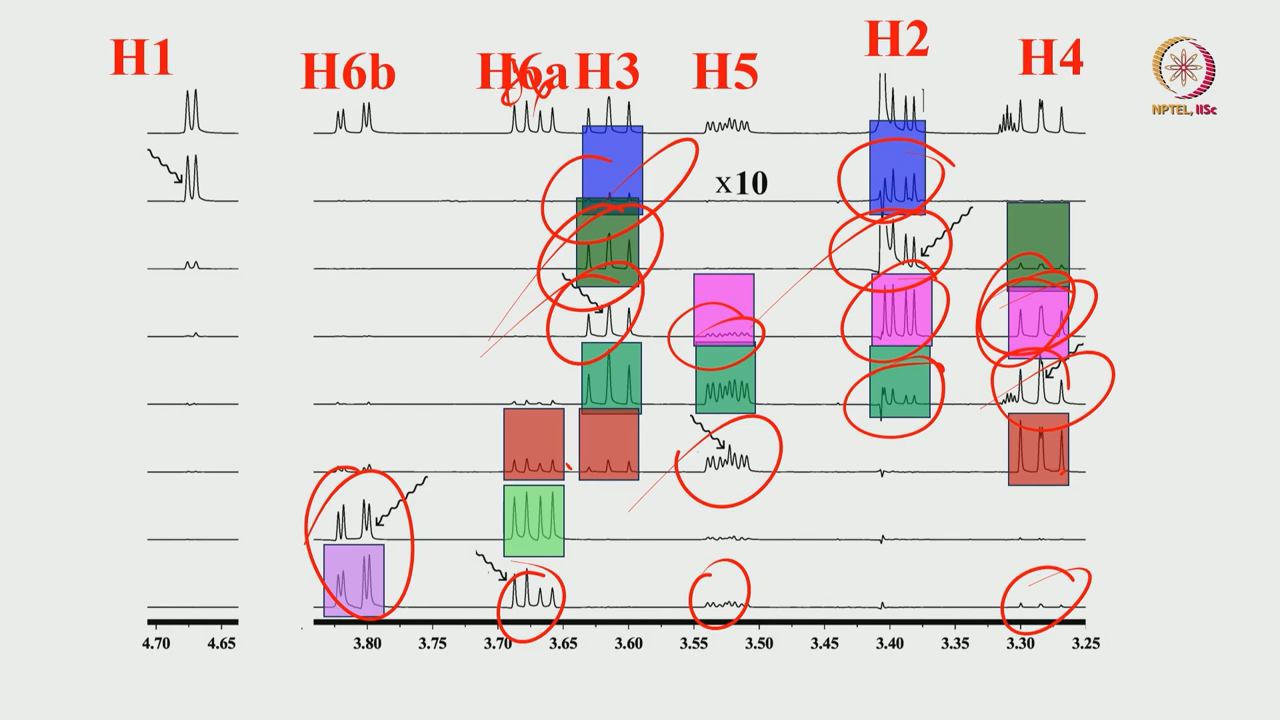 H1 H6b H6a H3 H5 H2 H4
NPTEL, IISc
x10
4.70 4.65 3.80 3.75 3.70 3.65 3.60 3.55 3.50 3.45 3.40 3.35 3.30 3.25